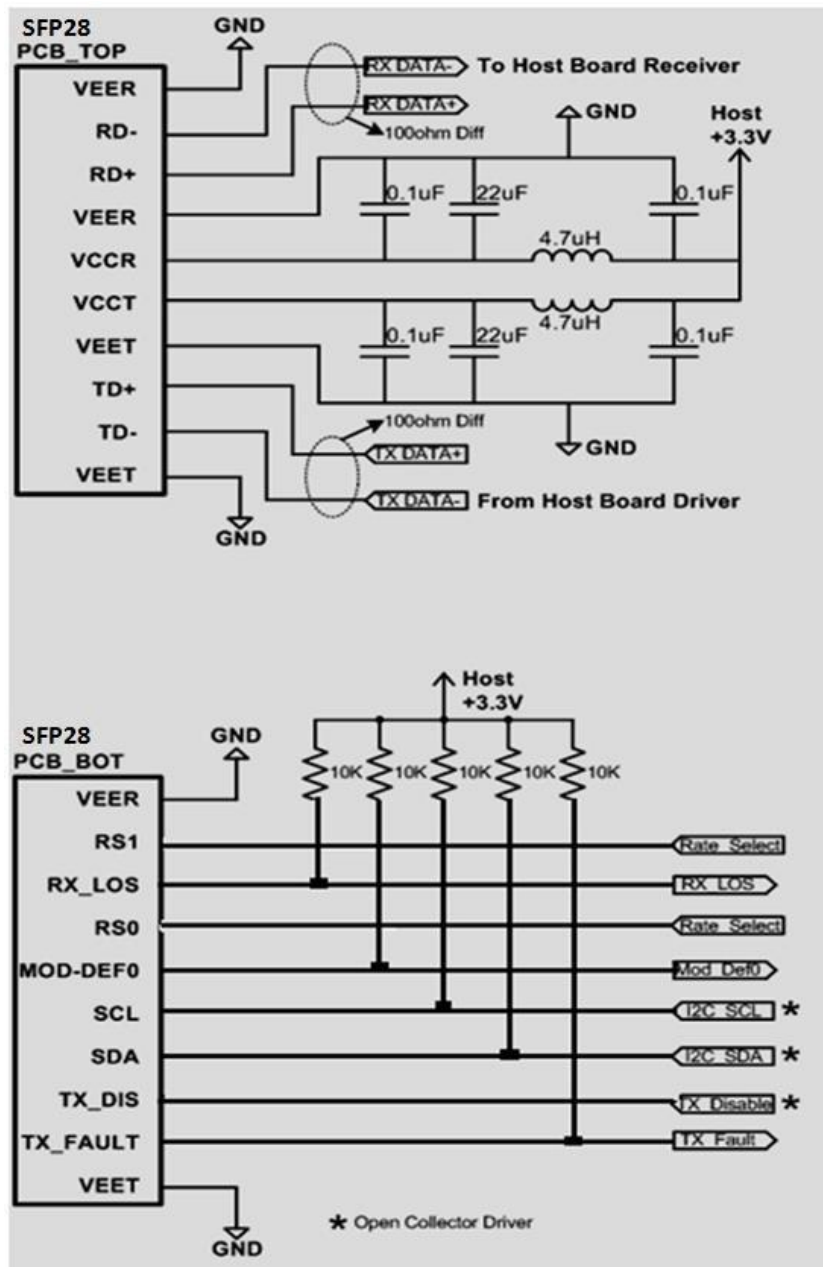 SFP28
PCB_TOP
GND
VEER
RD-
RD+
VEER
VCCR
VCCT
VEET
TD+
TD-
VEET
GND
RX DATA- To Host Board Receiver
RX DATA+
100ohm Diff
GND
Host
+3.3V
0.1uF 22uF 0.1uF
4.7uH
4.7uH
0.1uF 22uF 0.1uF
100ohm Diff
GND
TX DATA+
TX DATA- From Host Board Driver
Host
+3.3V
SFP28
PCB_BOT
GND
10K 10K 10K 10K 10K
VEER
RS1 Rate Select
RX_LOS RX LOS
RS0 Rate Select
MOD-DEF0 Mod Def0
SCL I2C SCL *
SDA I2C SDA *
TX_DIS TX Disable *
TX_FAULT TX Fault
VEET
GND
* Open Collector Driver